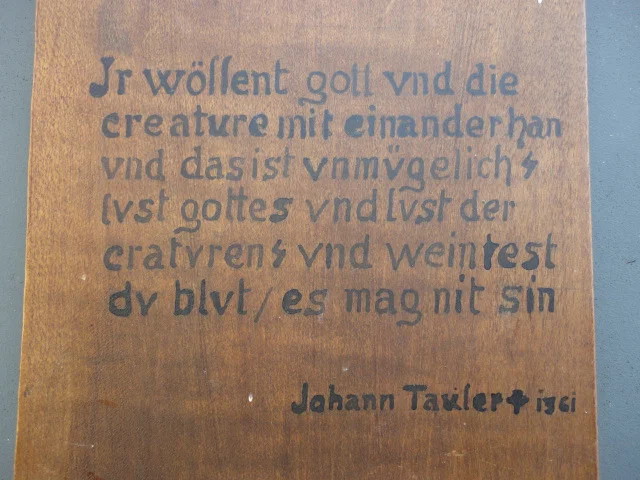 Jr wöllent gott vnd die
creature mit einander han
vnd das ist vnmügelich
lvst gottes vnd lvst der
cratvren vnd weintest
dv blvt / es mag nit sin
Johann Tauler ✝ 1361